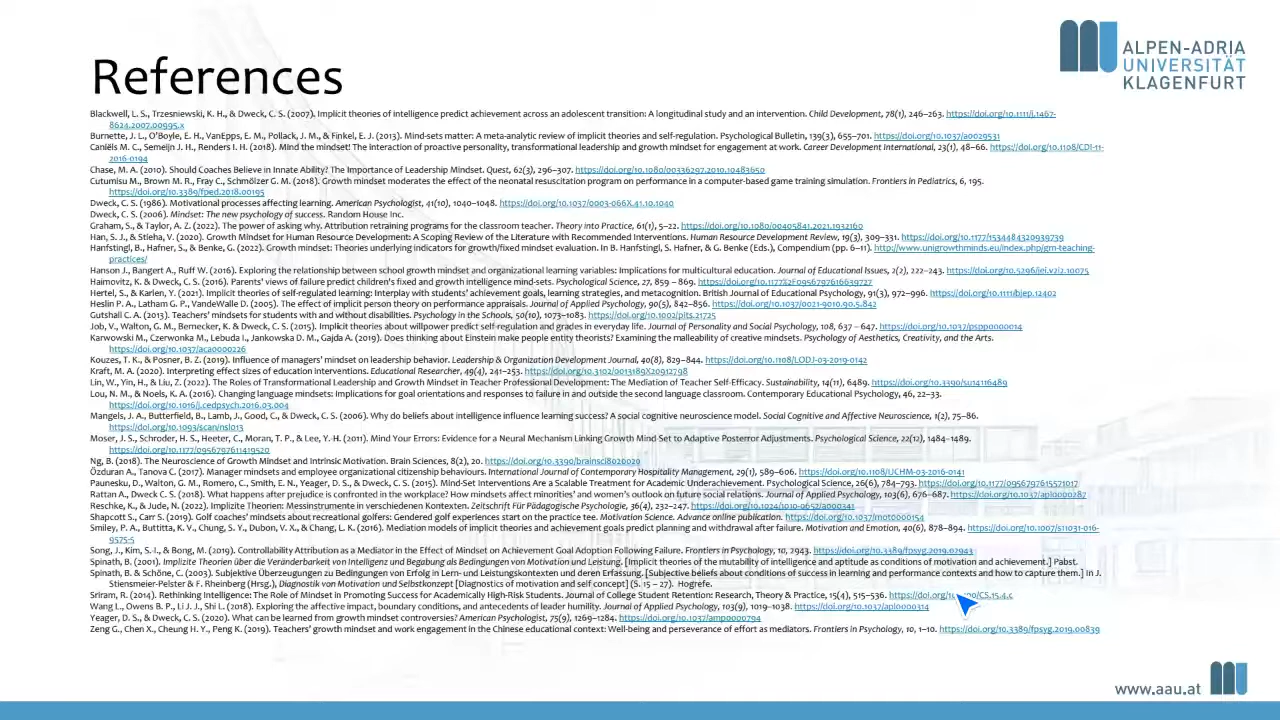 ALPEN-ADRIA
UNIVERSITÄT
KLAGENFURT
References
Blackwell, L. S., Trzesniewski, K. H., & Dweck, C. S. (2007). Implicit theories of intelligence predict achievement across an adolescent transition: A longitudinal study and an intervention. Child Development, 78(1), 246–263. https://doi.org/10.1111/j.1467-
8624.2007.00995.x
Burnette, J. L., O'Boyle, E. H., VanEpps, E. M., Pollack, J. M., & Finkel, E. J. (2013). Mind-sets matter: A meta-analytic review of implicit theories and self-regulation. Psychological Bulletin, 139(3), 655–701. https://doi.org/10.1037/a0029531
Caniëls M. C., Semeijn J. H., Renders I. H. (2018). Mind the mindset! The interaction of proactive personality, transformational leadership and growth mindset for engagement at work. Career Development International, 23(1), 48–66. https://doi.org/10.1108/CDI-11-
2016-0194
Chase, M. A. (2010). Should Coaches Believe in Innate Ability? The Importance of Leadership Mindset. Quest, 62(3), 296–307. https://doi.org/10.1080/00336297.2010.10483650
Cutumisu M., Brown M. R., Fray C., Schmölzer G. M. (2018). Growth mindset moderates the effect of the neonatal resuscitation program on performance in a computer-based game training simulation. Frontiers in Pediatrics, 6, 195.
https://doi.org/10.3389/fped.2018.00195
Dweck, C. S. (1986). Motivational processes affecting learning. American Psychologist, 41(10), 1040–1048. https://doi.org/10.1037/0003-066X.41.10.1040
Dweck, C. S. (2006). Mindset: The new psychology of success. Random House Inc.
Graham, S., & Taylor, A. Z. (2022). The power of asking why. Attribution retraining programs for the classroom teacher. Theory into Practice, 61(1), 5–22. https://doi.org/10.1080/00405841.2021.1932160
Han, S. J., & Stieha, V. (2020). Growth Mindset for Human Resource Development: A Scoping Review of the Literature with Recommended Interventions. Human Resource Development Review, 19(3), 309–331. https://doi.org/10.1177/1534484320939739
Hanfstingl, B., Hafner, S., & Benke, G. (2022). Growth mindset: Theories underlying indicators for growth/fixed mindset evaluation. In B. Hanfstingl, S. Hafner, & G. Benke (Eds.), Compendium (pp. 6–11). http://www.unigrowthminds.eu/index.php/gm-teaching-
practices/
Hanson J., Bangert A., Ruff W. (2016). Exploring the relationship between school growth mindset and organizational learning variables: Implications for multicultural education. Journal of Educational Issues, 2(2), 222–243. https://doi.org/10.5296/jei.v2i2.10075
Haimovitz, K., & Dweck, C. S. (2016). Parents' views of failure predict children's fixed and growth intelligence mind-sets. Psychological Science, 27, 859 – 869. https://doi.org/10.1177%2F0956797616639727
Hertel, S., & Karlen, Y. (2021). Implicit theories of self-regulated learning: Interplay with students' achievement goals, learning strategies, and metacognition. British Journal of Educational Psychology, 91(3), 972–996. https://doi.org/10.1111/bjep.12402
Heslin P. A., Latham G. P., VandeWalle D. (2005). The effect of implicit person theory on performance appraisals. Journal of Applied Psychology, 90(5), 842–856. https://doi.org/10.1037/0021-9010.90.5.842
Gutshall C. A. (2013). Teachers' mindsets for students with and without disabilities. Psychology in the Schools, 50(10), 1073–1083. https://doi.org/10.1002/pits.21725
Job, V., Walton, G. M., Bernecker, K. & Dweck, C. S. (2015). Implicit theories about willpower predict self-regulation and grades in everyday life. Journal of Personality and Social Psychology, 108, 637 – 647. https://doi.org/10.1037/pspp0000014
Karwowski M., Czerwonka M., Lebuda I., Jankowska D. M., Gajda A. (2019). Does thinking about Einstein make people entity theorists? Examining the malleability of creative mindsets. Psychology of Aesthetics, Creativity, and the Arts.
https://doi.org/10.1037/aca0000226
Kouzes, T. K., & Posner, B. Z. (2019). Influence of managers' mindset on leadership behavior. Leadership & Organization Development Journal, 40(8), 829–844. https://doi.org/10.1108/LODJ-03-2019-0142
Kraft, M. A. (2020). Interpreting effect sizes of education interventions. Educational Researcher, 49(4), 241–253. https://doi.org/10.3102/0013189X20912798
Lin, W., Yin, H., & Liu, Z. (2022). The Roles of Transformational Leadership and Growth Mindset in Teacher Professional Development: The Mediation of Teacher Self-Efficacy. Sustainability, 14(11), 6489. https://doi.org/10.3390/su14116489
Lou, N. M., & Noels, K. A. (2016). Changing language mindsets: Implications for goal orientations and responses to failure in and outside the second language classroom. Contemporary Educational Psychology, 46, 22–33.
https://doi.org/10.1016/j.cedpsych.2016.03.004
Mangels, J. A., Butterfield, B., Lamb, J., Good, C., & Dweck, C. S. (2006). Why do beliefs about intelligence influence learning success? A social cognitive neuroscience model. Social Cognitive and Affective Neuroscience, 1(2), 75–86.
https://doi.org/10.1093/scan/nsl013
Moser, J. S., Schroder, H. S., Heeter, C., Moran, T. P., & Lee, Y.-H. (2011). Mind Your Errors: Evidence for a Neural Mechanism Linking Growth Mind-Set to Adaptive Posterror Adjustments. Psychological Science, 22(12), 1484–1489.
https://doi.org/10.1177/0956797611419520
Ng, B. (2018). The Neuroscience of Growth Mindset and Intrinsic Motivation. Brain Sciences, 8(2), 20. https://doi.org/10.3390/brainsci8020020
Özduran A., Tanova C. (2017). Manager mindsets and employee organizational citizenship behaviours. International Journal of Contemporary Hospitality Management, 29(1), 589–606. https://doi.org/10.1108/IJCHM-03-2016-0141
Paunesku, D., Walton, G. M., Romero, C., Smith, E. N., Yeager, D. S., & Dweck, C. S. (2015). Mind-Set Interventions Are a Scalable Treatment for Academic Underachievement. Psychological Science, 26(6), 784–793. https://doi.org/10.1177/0956797615571017
Rattan A., Dweck C. S. (2018). What happens after prejudice is confronted in the workplace? How mindsets affect minorities' and women's outlook on future social relations. Journal of Applied Psychology, 103(6), 676–687. https://doi.org/10.1037/apl0000287
Reschke, K., & Jude, N. (2022). Implizite Theorien: Messinstrumente in verschiedenen Kontexten. Zeitschrift Für Pädagogische Psychologie, 36(4), 232–247. https://doi.org/10.1024/1010-0652/a000341
Shapcott, S., & Carr, S. (2019). Golf coaches' mindsets about recreational golfers: Gendered golf experiences start on the practice tee. Motivation Science. Advance online publication. https://doi.org/10.1037/mot0000154
Smiley, P. A., Buttitta, K. V., Chung, S. Y., Dubon, V. X., & Chang, L. K. (2016). Mediation models of implicit theories and achievement goals predict planning and withdrawal after failure. Motivation and Emotion, 40(6), 878–894. https://doi.org/10.1007/s11031-016-
9575-5
Song, J., Kim, S.-I., & Bong, M. (2019). Controllability Attribution as a Mediator in the Effect of Mindset on Achievement Goal Adoption Following Failure. Frontiers in Psychology, 10, 2943. https://doi.org/10.3389/fpsyg.2019.02943
Spinath, B. (2001). Implizite Theorien über die Veränderbarkeit von Intelligenz und Begabung als Bedingungen von Motivation und Leistung. [Implicit theories of the mutability of intelligence and aptitude as conditions of motivation and achievement.] Pabst.
Spinath, B. & Schöne, C. (2003). Subjektive Überzeugungen zu Bedingungen von Erfolg in Lern- und Leistungskontexten und deren Erfassung. [Subjective beliefs about conditions of success in learning and performance contexts and how to capture them.] In J.
Stiensmeier-Pelster & F. Rheinberg (Hrsg.), Diagnostik von Motivation und Selbstkonzept [Diagnostics of motivation and self concept] (S. 15 – 27). Hogrefe.
Sriram, R. (2014). Rethinking Intelligence: The Role of Mindset in Promoting Success for Academically High-Risk Students. Journal of College Student Retention: Research, Theory & Practice, 15(4), 515–536.
Wang L., Owens B. P., Li J. J., Shi L. (2018). Exploring the affective impact, boundary conditions, and antecedents of leader humility. Journal of Applied Psychology, 103(9), 1019–1038. https://doi.org/10.1037/apl0000314
Yeager, D. S., & Dweck, C. S. (2020). What can be learned from growth mindset controversies? American Psychologist, 75(9), 1269–1284. https://doi.org/10.1037/amp0000794
Zeng G., Chen X., Cheung H. Y., Peng K. (2019). Teachers' growth mindset and work engagement in the Chinese educational context: Well-being and perseverance of effort as mediators. Frontiers in Psychology, 10, 1–10. https://doi.org/10.3389/fpsyg.2019.00839
www.aau.at